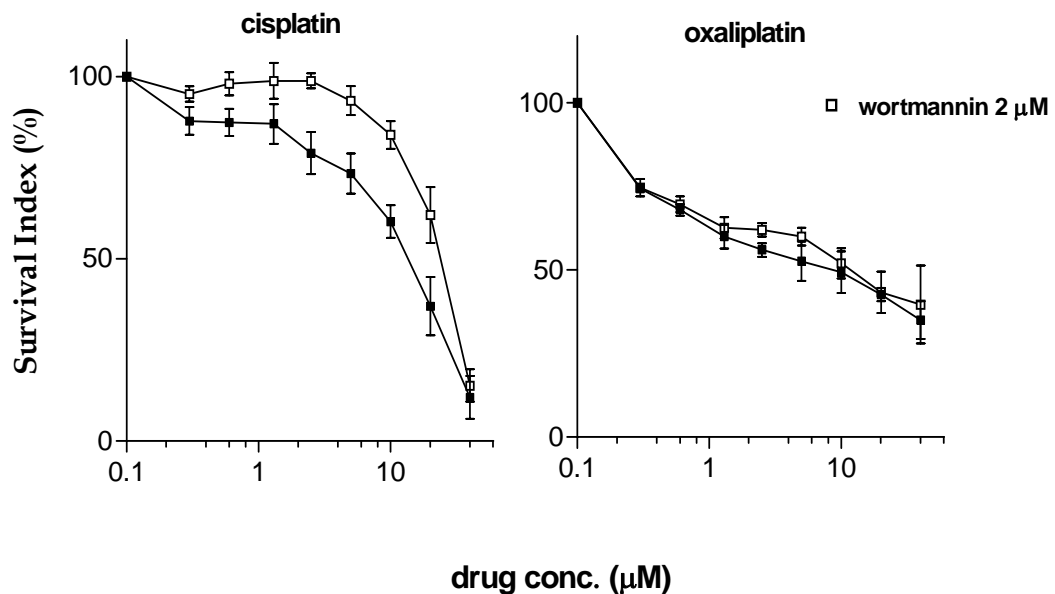 cisplatin
oxaliplatin
wortmannin 2 μM
Survival Index (%)
100
50
0
0.1
1
10
100
50
0
0.1
1
10
drug conc. (μM)